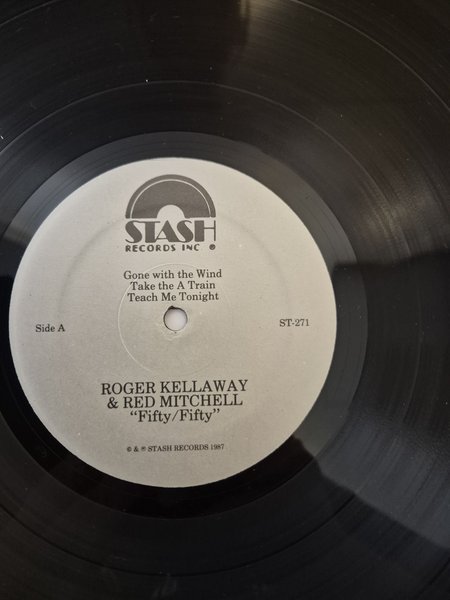 STASH
RECORDS INC ®
Gone with the Wind
Take the A Train
Teach Me Tonight
Side A
ST-271
ROGER KELLAWAY
& RED MITCHELL
"Fifty/Fifty"
© & ℗ STASH RECORDS 1987